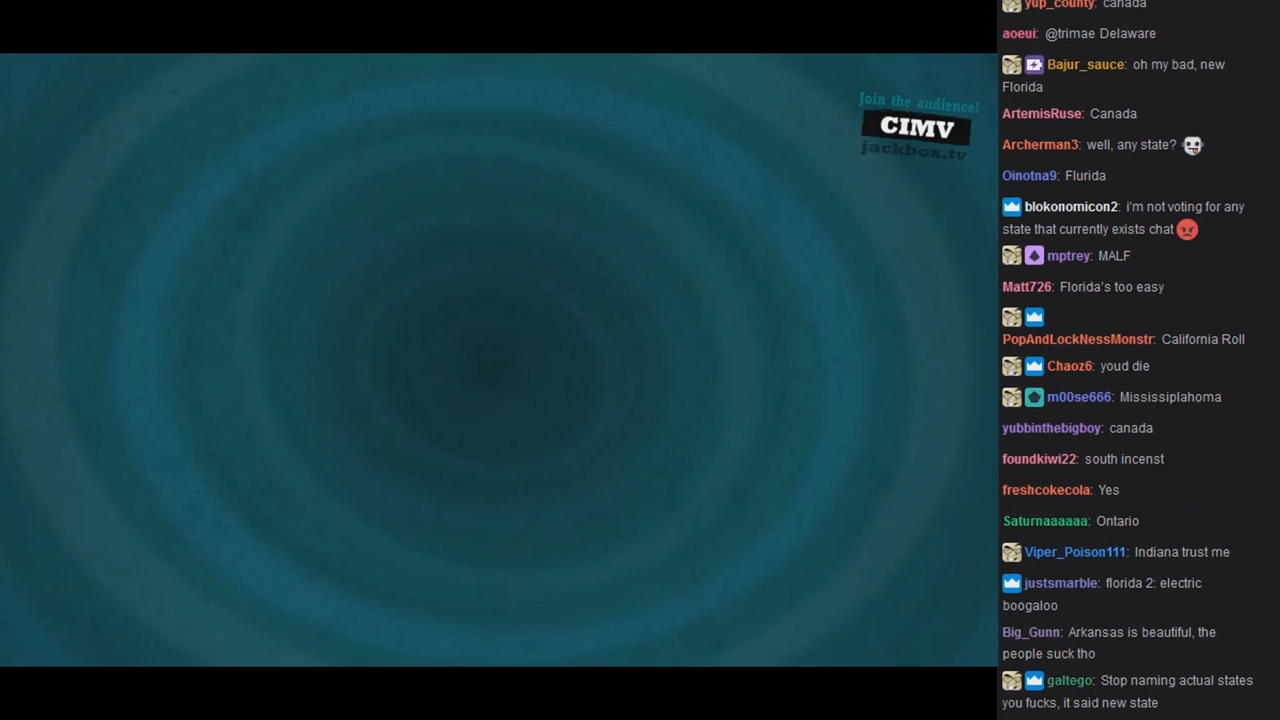 Join the audience!
CIMV
jackbox.tv
yup_county: canada
aoeui: @trimae Delaware
Bajur_sauce: oh my bad, new
Florida
ArtemisRuse: Canada
Archerman3: well, any state?
Oinotna9: Flurida
blokonomicon2: i'm not voting for any
state that currently exists chat
mptrey: MALF
Matt726: Florida's too easy
PopAndLockNessMonstr: California Roll
Chaoz6: youd die
m00se666: Mississiplahoma
yubbinthebigboy: canada
foundkiwi22: south incenst
freshcokecola: Yes
Saturnaaaaaa: Ontario
Viper_Poison111: Indiana trust me
justsmarble: florida 2: electric
boogaloo
Big_Gunn: Arkansas is beautiful, the
people suck tho
galtego: Stop naming actual states
you fucks, it said new state